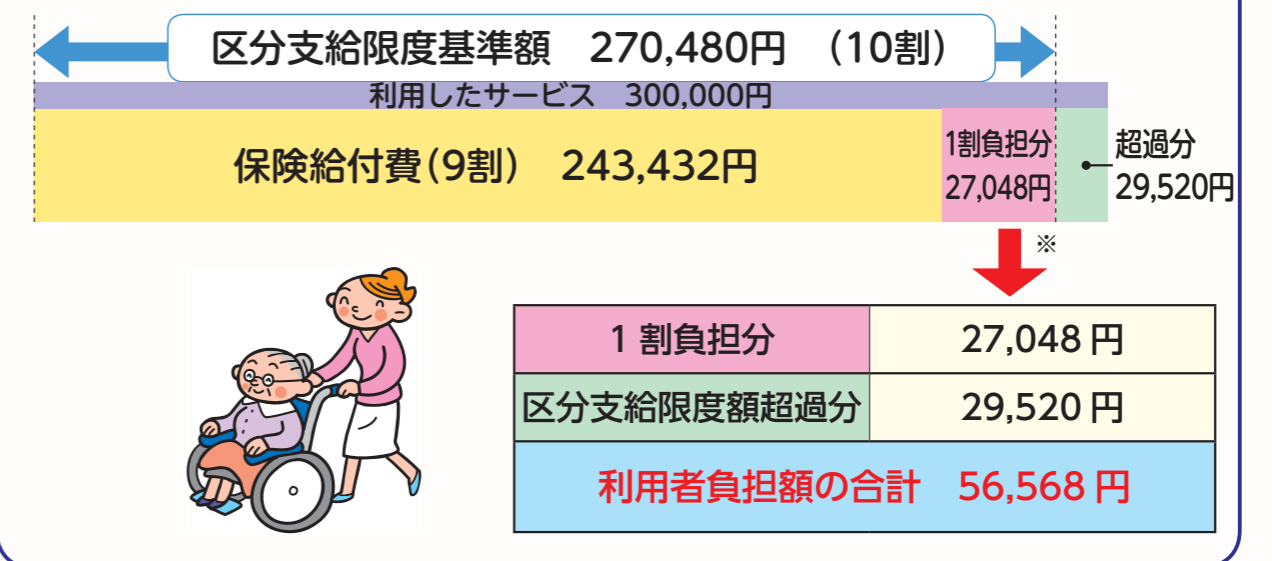 区分支給限度基準額　270,480円　（10割）
利用したサービス　300,000円
保険給付費（9割）　243,432円
1割負担分
27,048円
超過分
29,520円
※
1 割負担分　27,048 円
区分支給限度額超過分　29,520 円
利用者負担額の合計　56,568 円